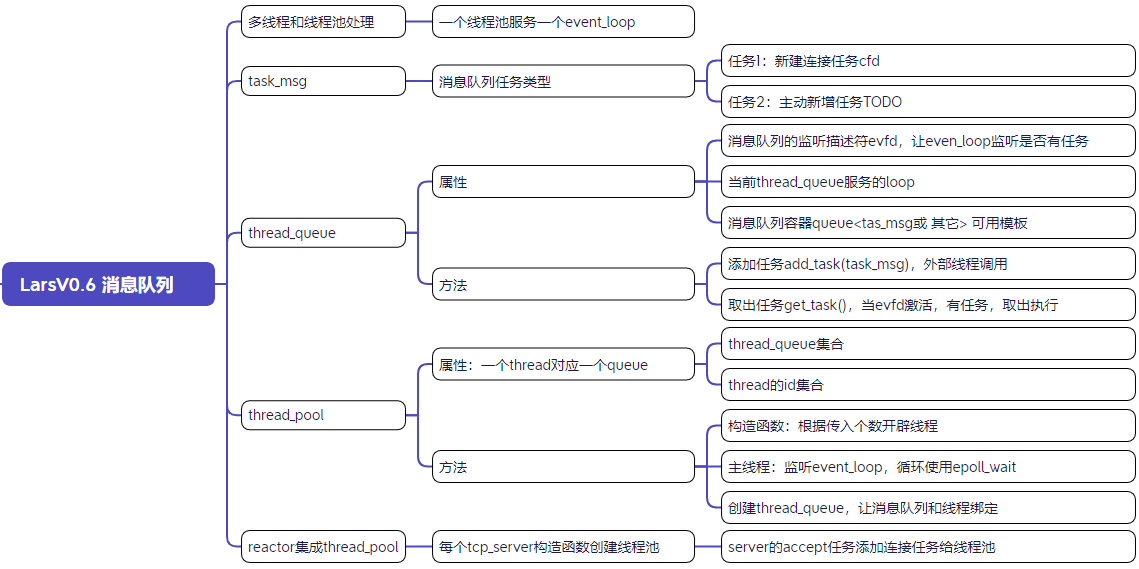 LarsV0.6 消息队列
多线程和线程池处理
一个线程池服务一个event_loop
task_msg
消息队列任务类型
任务1：新建连接任务cfd
任务2：主动新增任务TODO
thread_queue
属性
消息队列的监听描述符evfd，让even_loop监听是否有任务
当前thread_queue服务的loop
消息队列容器queue<tas_msg或 其它> 可用模板
方法
添加任务add_task(task_msg)，外部线程调用
取出任务get_task()，当evfd激活，有任务，取出执行
thread_pool
属性：一个thread对应一个queue
thread_queue集合
thread的id集合
方法
构造函数：根据传入个数开辟线程
主线程：监听event_loop，循环使用epoll_wait
创建thread_queue，让消息队列和线程绑定
reactor集成thread_pool
每个tcp_server构造函数创建线程池
server的accept任务添加连接任务给线程池